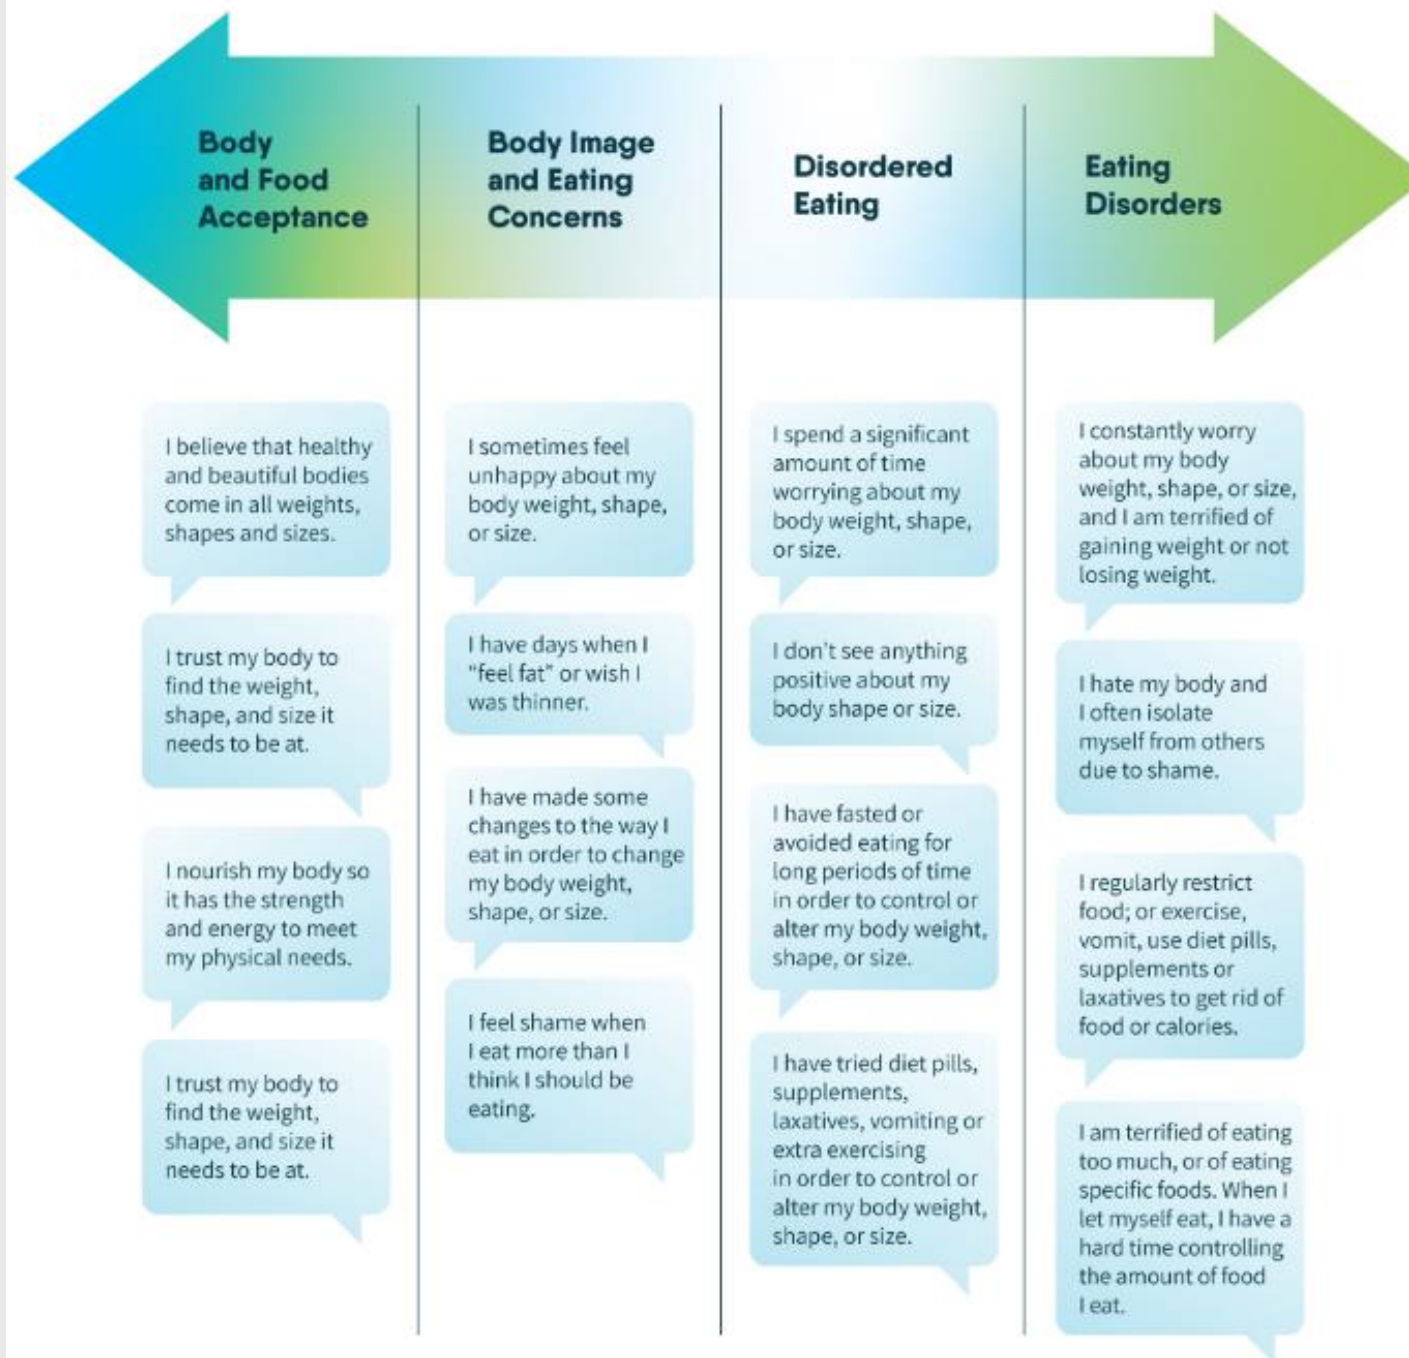 Body
and Food
Acceptance
Body Image
and Eating
Concerns
Disordered
Eating
Eating
Disorders
I believe that healthy
and beautiful bodies
come in all weights,
shapes and sizes.
I trust my body to
find the weight,
shape, and size it
needs to be at.
I nourish my body so
it has the strength
and energy to meet
my physical needs.
I trust my body to
find the weight,
shape, and size it
needs to be at.
I sometimes feel
unhappy about my
body weight, shape,
or size.
I have days when I
"feel fat" or wish I
was thinner.
I have made some
changes to the way I
eat in order to change
my body weight,
shape, or size.
I feel shame when
I eat more than I
think I should be
eating.
I spend a significant
amount of time
worrying about my
body weight, shape,
or size.
I don't see anything
positive about my
body shape or size.
I have fasted or
avoided eating for
long periods of time
in order to control or
alter my body weight,
shape, or size.
I have tried diet pills,
supplements,
laxatives, vomiting or
extra exercising
in order to control or
alter my body weight,
shape, or size.
I constantly worry
about my body
weight, shape, or size,
and I am terrified of
gaining weight or not
losing weight.
I hate my body and
I often isolate
myself from others
due to shame.
I regularly restrict
food; or exercise,
vomit, use diet pills,
supplements or
laxatives to get rid of
food or calories.
I am terrified of eating
too much, or of eating
specific foods. When I
let myself eat, I have a
hard time controlling
the amount of food
I eat.